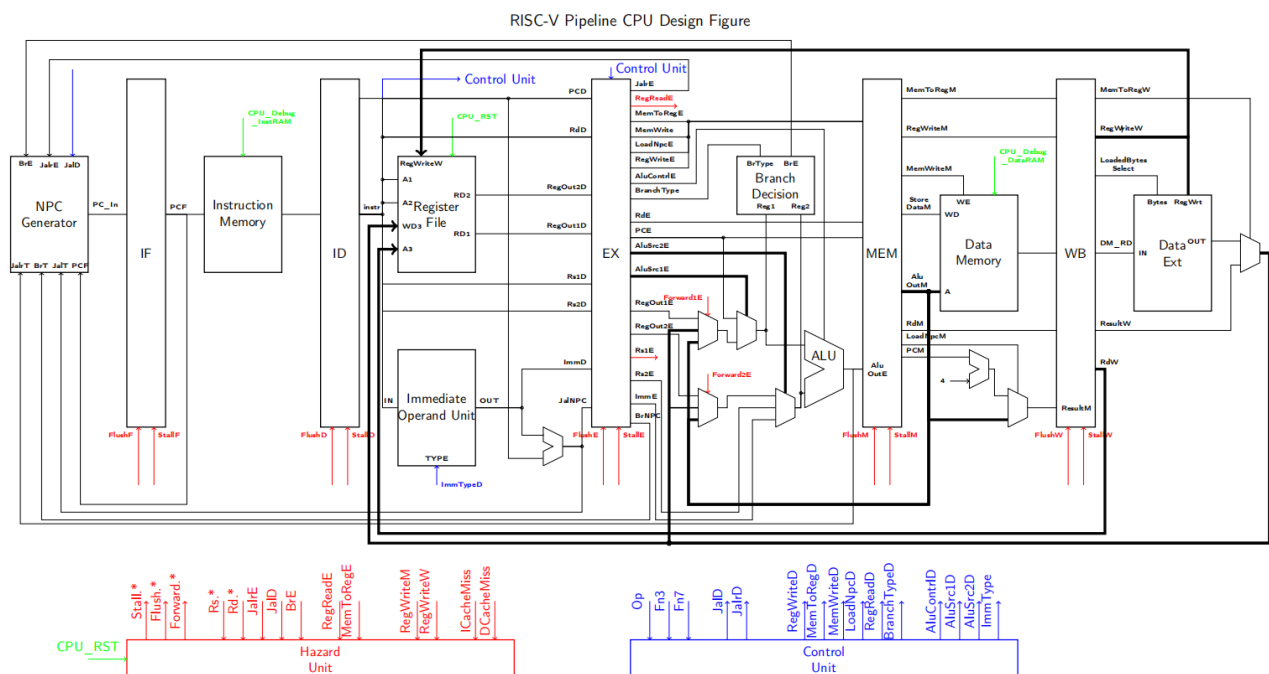 RISC-V Pipeline CPU Design Figure
Control Unit
Control Unit
BrE JalrE JalD
NPC
Generator
JalrT BrT JalT PCF
PC_In
IF
PCF
FlushF StallF
CPU_Debug
_InstRAM
Instruction
Memory
ID
instr
FlushD StallD
CPU_RST
RegWriteW
A1
A2
WD3
A3
RD2
RD1
Register
File
PCD
RdD
RegOut2D
RegOut1D
Rs1D
Rs2D
ImmD
JalNPC
IN
Immediate
Operand Unit
OUT
TYPE
ImmTypeD
EX
FlushE StallE
JalrE
RegReadE
MemToRegE
MemWrite
LoadNpcE
RegWriteE
AluContrlE
BranchType
RdE
PCE
AluSrc2E
AluSrc1E
RegOut1E
RegOut2E
Rs1E
Rs2E
ImmE
BrNPC
Forward1E
Forward2E
BrType BrE
Branch
Decision
Reg1 Reg2
ALU
MEM
Alu
OutE
FlushM StallM
MemToRegM
RegWriteM
MemWriteM
Store
DataM
Alu
OutM
RdM
LoadNpcM
PCM
4
CPU_Debug
_DataRAM
WE
WD
Data
Memory
A
WB
ResultM
FlushW StallW
MemToRegW
RegWriteW
LoadedBytes
Select
DM_RD
ResultW
RdW
Bytes RegWrt
OUT
Data
Ext
IN
Stall.*
Flush.*
Forward.*
Rs.*
Rd.*
JalrE
JalD
BrE
RegReadE
MemToRegE
RegWriteM
RegWriteW
ICacheMiss
DCacheMiss
CPU_RST
Hazard
Unit
Op
Fn3
Fn7
JalD
JalrD
RegWriteD
MemToRegD
MemWriteD
LoadNpcD
RegReadD
BranchTypeD
AluContrlD
AluSrc1D
AluSrc2D
ImmType
Control
Unit